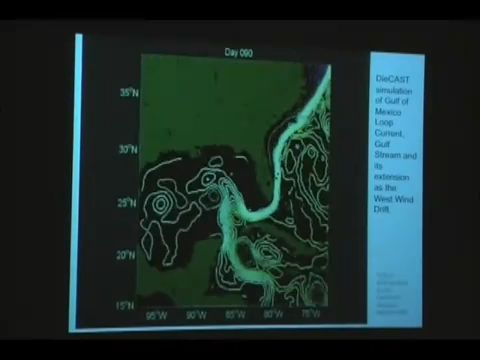 Day 090
DieCAST
simulation
of Gulf of
Mexico
Loop
Current,
Gulf
Stream and
its
extension
as the
West Wind
Drift.
35°N
30°N
25°N
20°N
15°N
95°W 90°W 85°W 80°W 75°W